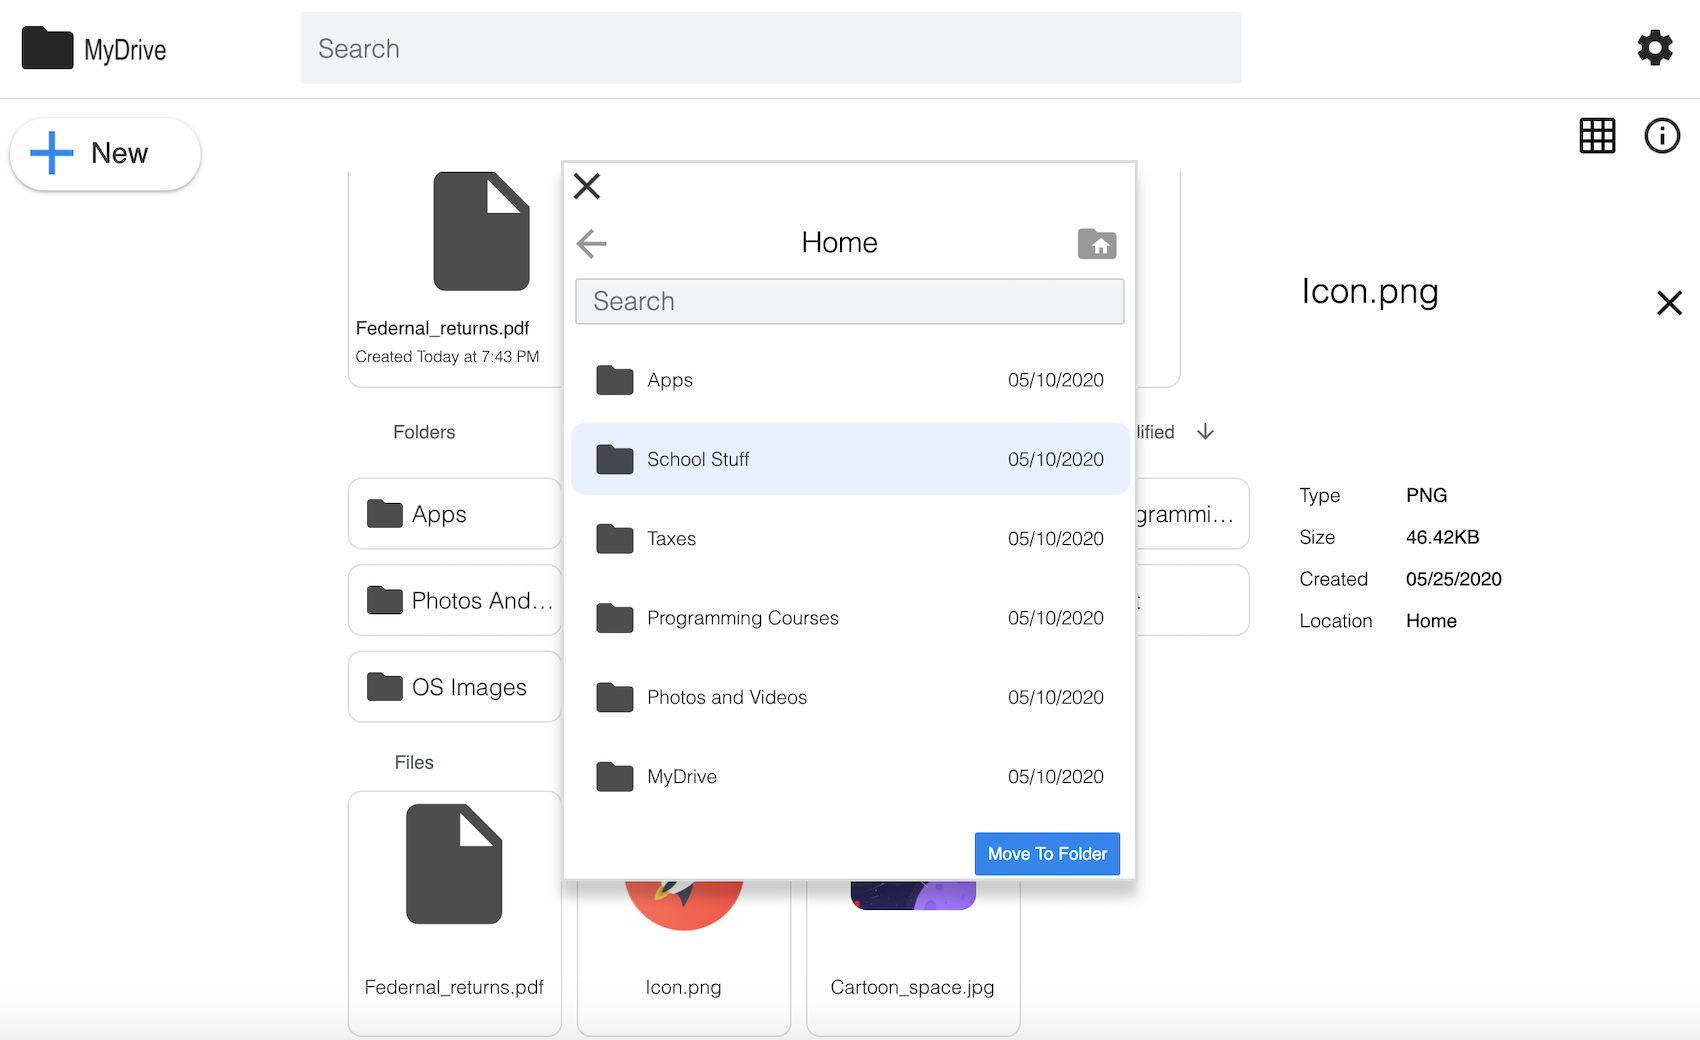 MyDrive
Search
New
Federnal_returns.pdf
Created Today at 7:43 PM
Folders
lified
Apps
grammi...
Photos And...
t
OS Images
Files
Federnal_returns.pdf
Icon.png
Cartoon_space.jpg
Home
Search
Apps 05/10/2020
School Stuff 05/10/2020
Taxes 05/10/2020
Programming Courses 05/10/2020
Photos and Videos 05/10/2020
MyDrive 05/10/2020
Move To Folder
Icon.png
Type PNG
Size 46.42KB
Created 05/25/2020
Location Home